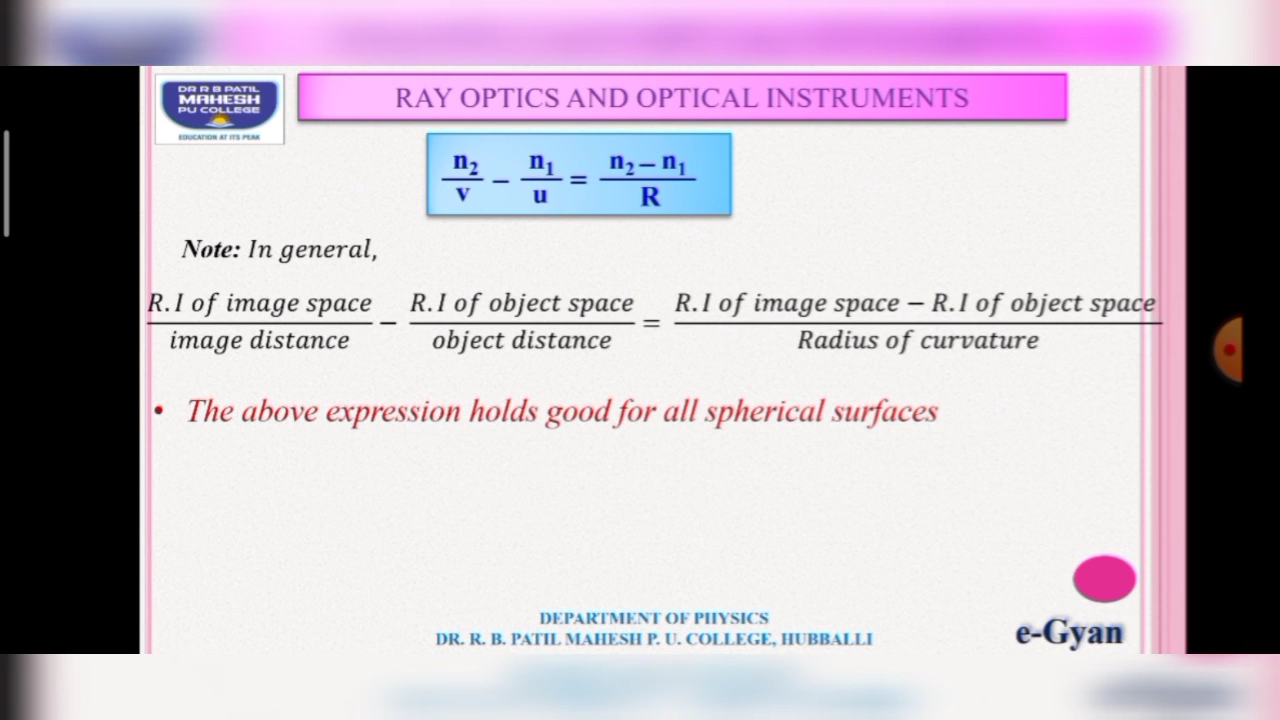 DR R B PATIL
MAHESH
PU COLLEGE
EDUCATION AT ITS PEAK
RAY OPTICS AND OPTICAL INSTRUMENTS
n₂/v − n₁/u = n₂ − n₁/R
Note: In general,
R.I of image space/image distance − R.I of object space/object distance = R.I of image space − R.I of object space/Radius of curvature
• The above expression holds good for all spherical surfaces
DEPARTMENT OF PHYSICS
DR. R. B. PATIL MAHESH P. U. COLLEGE, HUBBALLI
e-Gyan